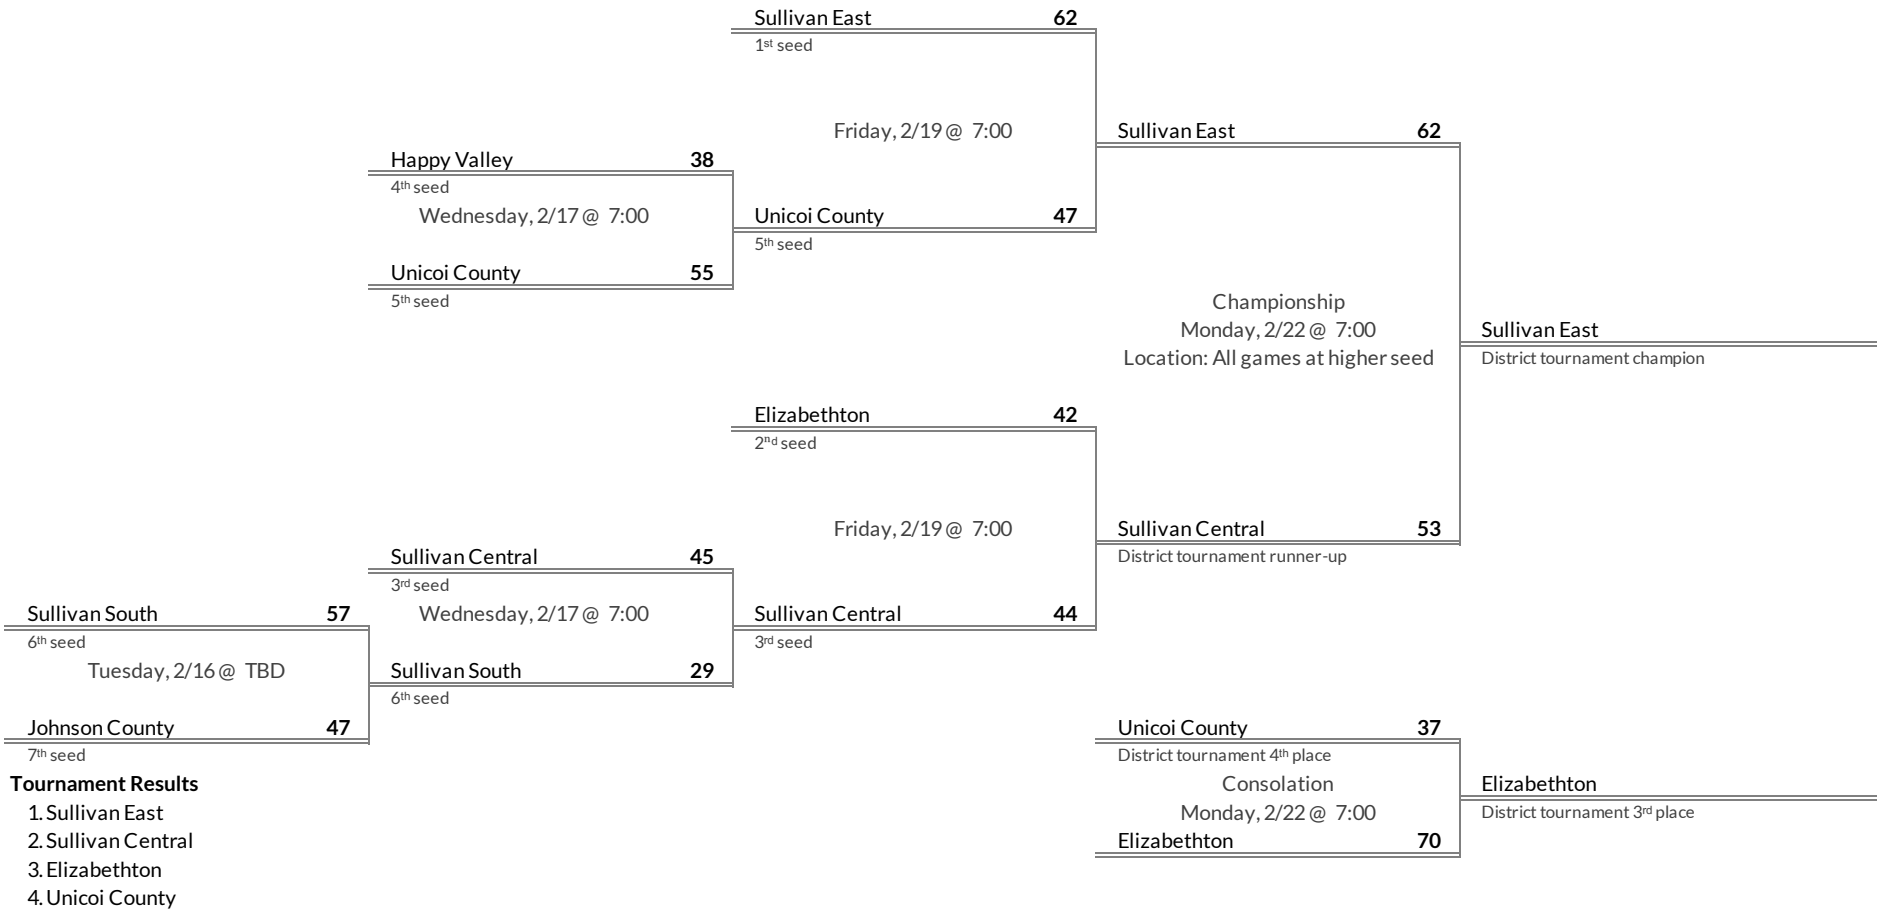 Sullivan East 62
1st seed
Friday, 2/19 @ 7:00
Sullivan East 62
Happy Valley 38
4th seed
Wednesday, 2/17 @ 7:00
Unicoi County 47
5th seed
Unicoi County 55
5th seed
Championship
Monday, 2/22 @ 7:00
Location: All games at higher seed
Sullivan East
District tournament champion
Elizabethton 42
2nd seed
Friday, 2/19 @ 7:00
Sullivan Central 53
District tournament runner-up
Sullivan Central 45
3rd seed
Wednesday, 2/17 @ 7:00
Sullivan Central 44
3rd seed
Sullivan South 57
6th seed
Tuesday, 2/16 @ TBD
Sullivan South 29
6th seed
Johnson County 47
7th seed
Unicoi County 37
District tournament 4th place
Consolation
Monday, 2/22 @ 7:00
Elizabethton 70
Elizabethton
District tournament 3rd place
Tournament Results
1. Sullivan East
2. Sullivan Central
3. Elizabethton
4. Unicoi County